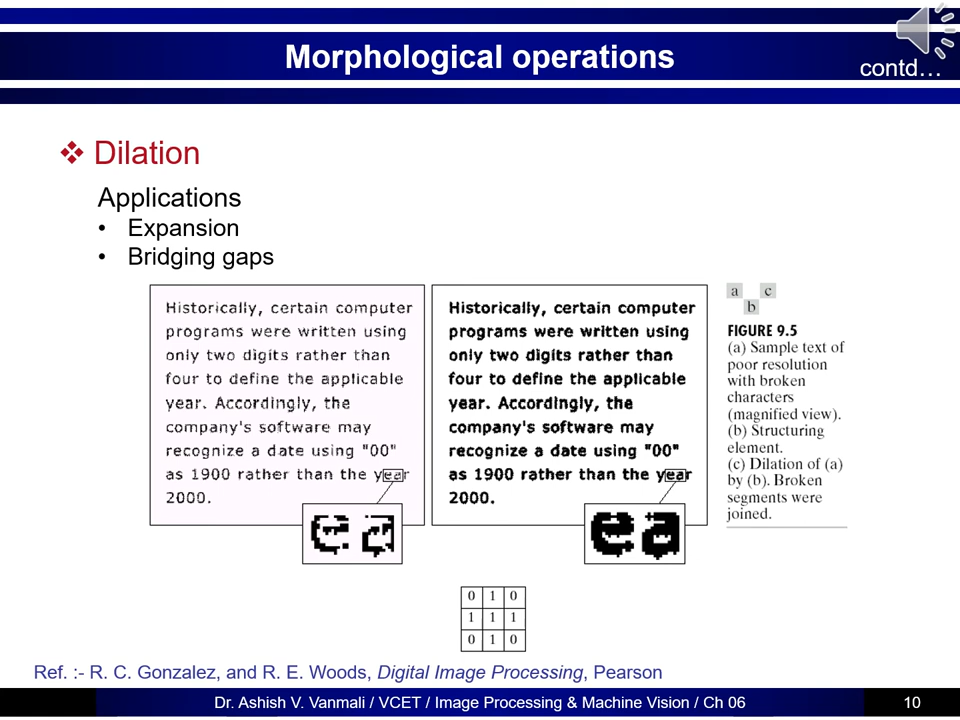 Morphological operations
contd…
❖ Dilation
Applications
• Expansion
• Bridging gaps
Historically, certain computer
programs were written using
only two digits rather than
four to define the applicable
year. Accordingly, the
company's software may
recognize a date using "00"
as 1900 rather than the year
2000.
ea
Historically, certain computer
programs were written using
only two digits rather than
four to define the applicable
year. Accordingly, the
company's software may
recognize a date using "00"
as 1900 rather than the year
2000.
ea
a c
b
FIGURE 9.5
(a) Sample text of
poor resolution
with broken
characters
(magnified view).
(b) Structuring
element.
(c) Dilation of (a)
by (b). Broken
segments were
joined.
0 1 0
1 1 1
0 1 0
Ref. :- R. C. Gonzalez, and R. E. Woods, Digital Image Processing, Pearson
Dr. Ashish V. Vanmali / VCET / Image Processing & Machine Vision / Ch 06
10